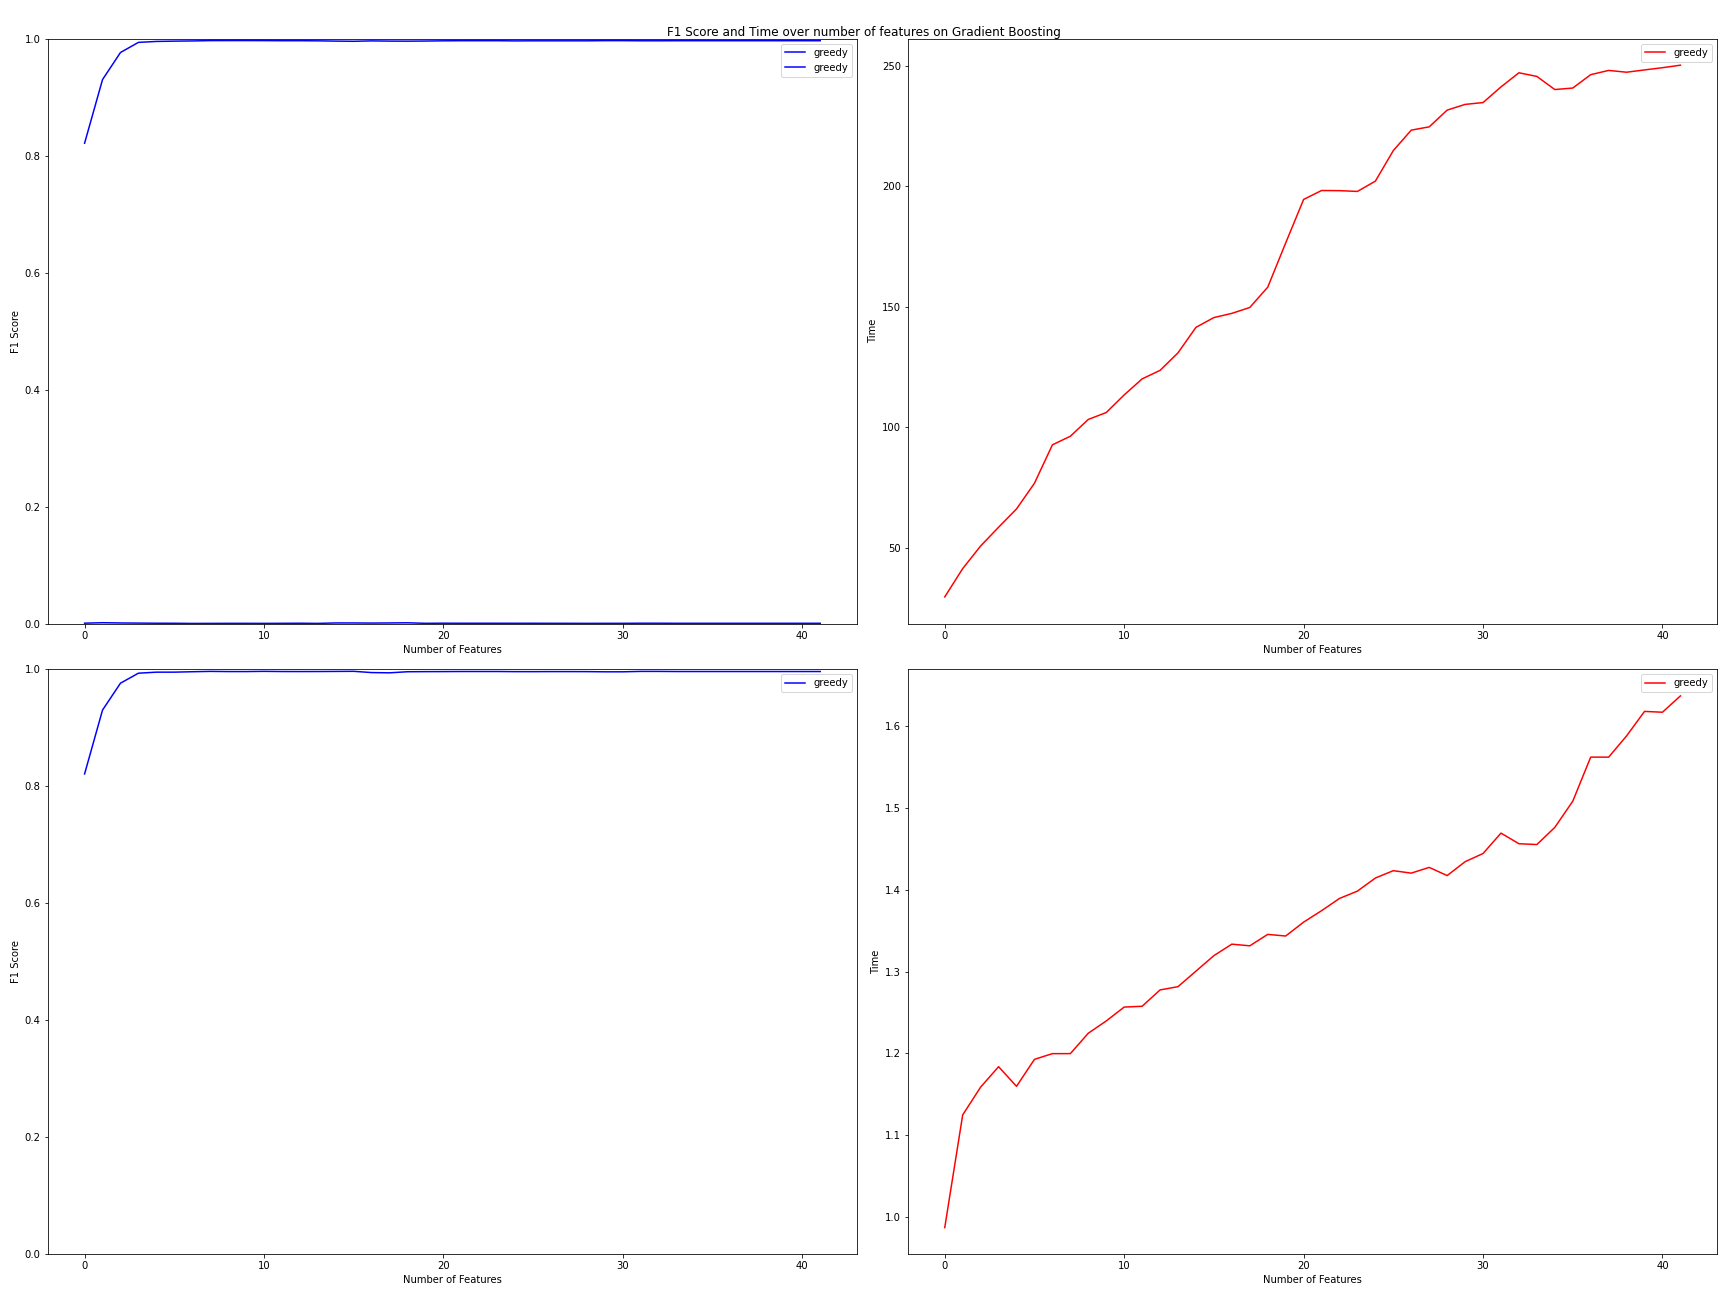 F1 Score and Time over number of features on Gradient Boosting
F1 Score
1.0
0.8
0.6
0.4
0.2
0.0
0 10 20 30 40
Number of Features
greedy
greedy
Time
250
200
150
100
50
0 10 20 30 40
Number of Features
greedy
F1 Score
1.0
0.8
0.6
0.4
0.2
0.0
0 10 20 30 40
Number of Features
greedy
Time
1.6
1.5
1.4
1.3
1.2
1.1
1.0
0 10 20 30 40
Number of Features
greedy